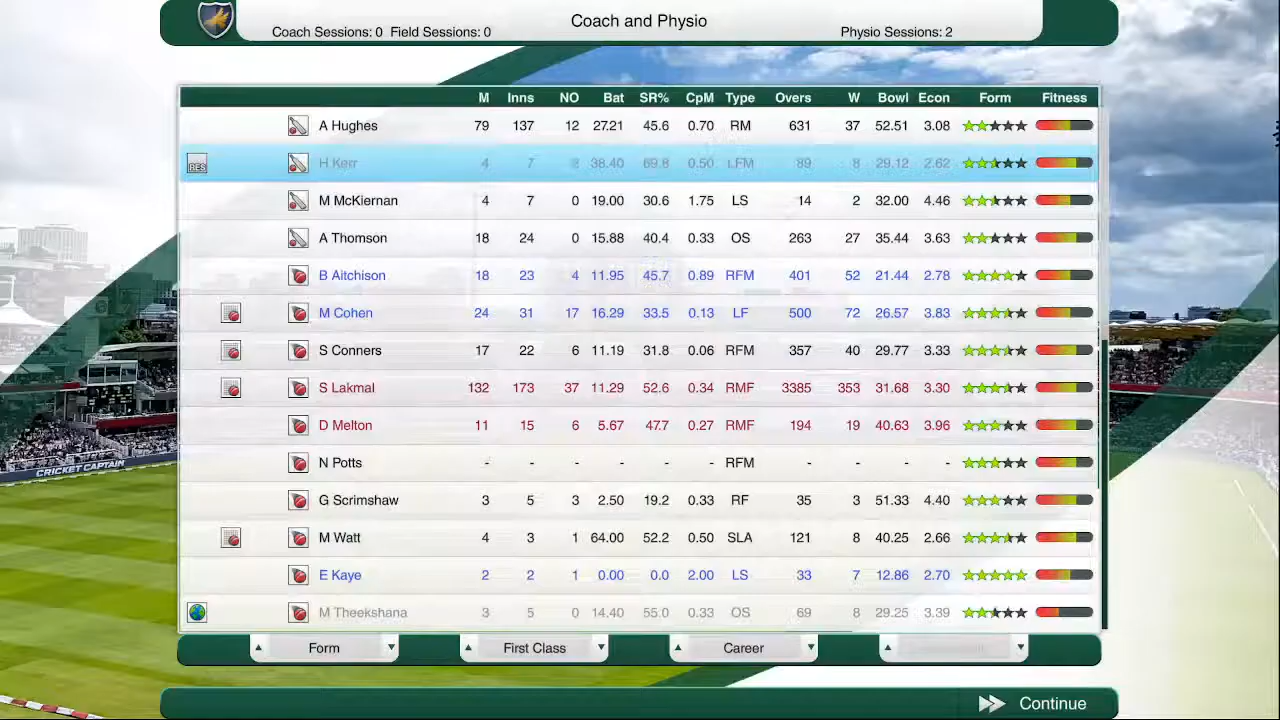 Coach and Physio
Coach Sessions: 0 Field Sessions: 0 Physio Sessions: 2
M Inns NO Bat SR% CpM Type Overs W Bowl Econ Form Fitness
A Hughes 79 137 12 27.21 45.6 0.70 RM 631 37 52.51 3.08
RES H Kerr 4 7 38.40 69.8 0.50 LFM 89 8 29.12 2.62
M McKiernan 4 7 0 19.00 30.6 1.75 LS 14 2 32.00 4.46
A Thomson 18 24 0 15.88 40.4 0.33 OS 263 27 35.44 3.63
B Aitchison 18 23 4 11.95 45.7 0.89 RFM 401 52 21.44 2.78
M Cohen 24 31 17 16.29 33.5 0.13 LF 500 72 26.57 3.83
S Conners 17 22 6 11.19 31.8 0.06 RFM 357 40 29.77 3.33
S Lakmal 132 173 37 11.29 52.6 0.34 RMF 3385 353 31.68 3.30
D Melton 11 15 6 5.67 47.7 0.27 RMF 194 19 40.63 3.96
N Potts - - - - - - RFM - - - -
G Scrimshaw 3 5 3 2.50 19.2 0.33 RF 35 3 51.33 4.40
M Watt 4 3 1 64.00 52.2 0.50 SLA 121 8 40.25 2.66
E Kaye 2 2 1 0.00 0.0 2.00 LS 33 7 12.86 2.70
M Theekshana 3 5 0 14.40 55.0 0.33 OS 69 8 29.25 3.39
CRICKET CAPTAIN
Form First Class Career
Continue